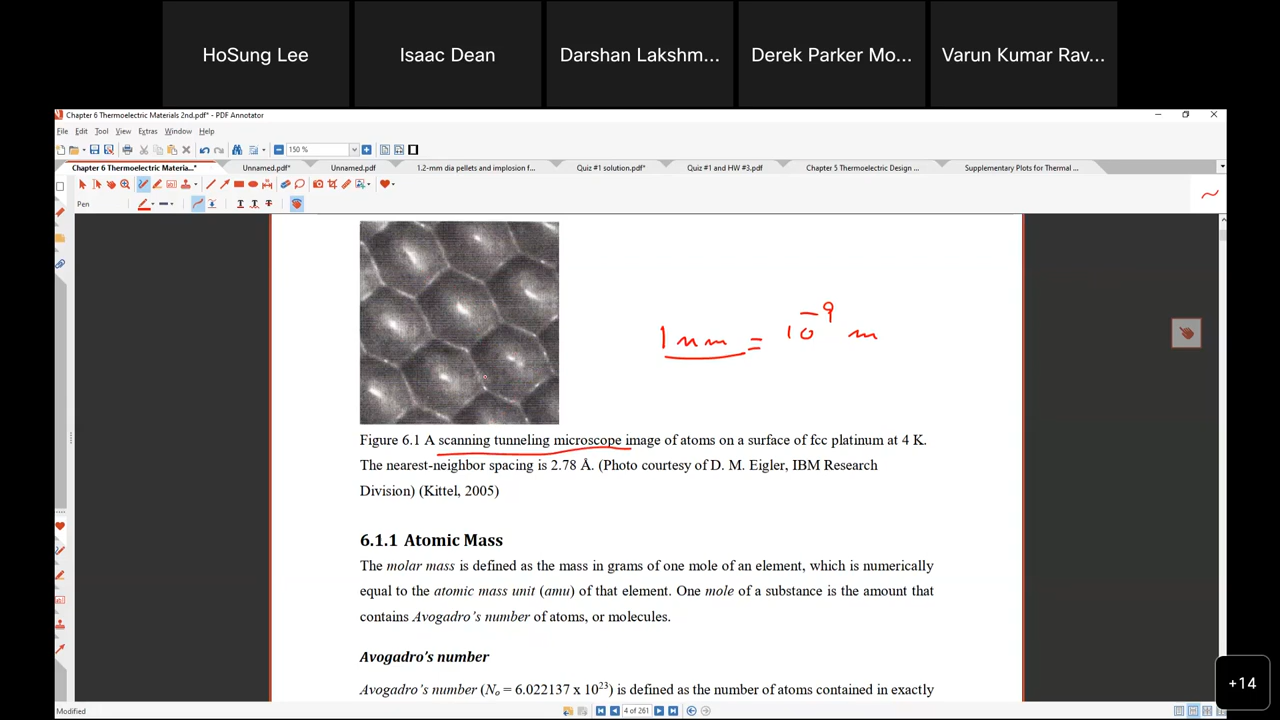 HoSung Lee
Isaac Dean
Darshan Lakshm...
Derek Parker Mo...
Varun Kumar Rav...
Chapter 6 Thermoelectric Materials 2nd.pdf* - PDF Annotator
File Edit Tool View Extras Window Help
150 %
Chapter 6 Thermoelectric Materia...*
Unnamed.pdf*
Unnamed.pdf
1.2-mm dia pellets and implosion f...
Quiz #1 solution.pdf*
Quiz #1 and HW #3.pdf
Chapter 5 Thermoelectric Design ...
Supplementary Plots for Thermal ...
Pen
1 nm = 10⁻⁹ m
Figure 6.1 A scanning tunneling microscope image of atoms on a surface of fcc platinum at 4 K.
The nearest-neighbor spacing is 2.78 Å. (Photo courtesy of D. M. Eigler, IBM Research
Division) (Kittel, 2005)
6.1.1 Atomic Mass
The molar mass is defined as the mass in grams of one mole of an element, which is numerically
equal to the atomic mass unit (amu) of that element. One mole of a substance is the amount that
contains Avogadro's number of atoms, or molecules.
Avogadro's number
Avogadro's number (Nₒ = 6.022137 x 10²³) is defined as the number of atoms contained in exactly
+14
Modified
4 of 261